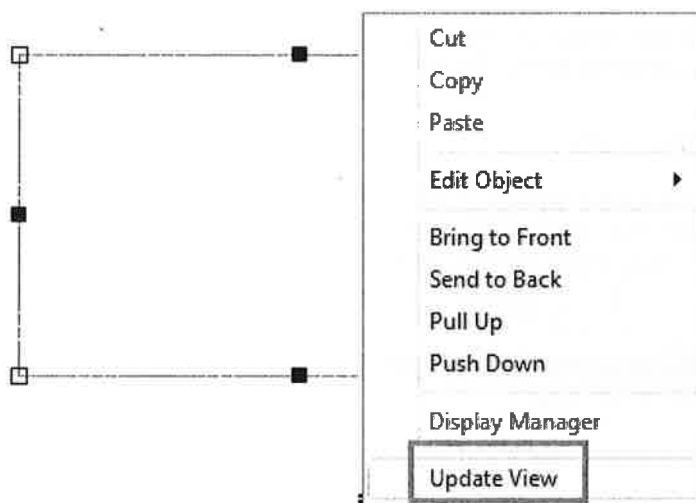 Cut
Copy
Paste
Edit Object
Bring to Front
Send to Back
Pull Up
Push Down
Display Manager
Update View